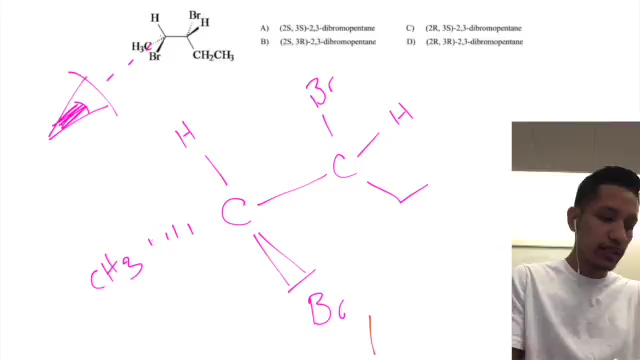 Br
H
H
H₃C
Br
CH₂CH₃
A) (2S, 3S)-2,3-dibromopentane
B) (2S, 3R)-2,3-dibromopentane
C) (2R, 3S)-2,3-dibromopentane
D) (2R, 3R)-2,3-dibromopentane
Br
H
H
C
C
CH3
Br